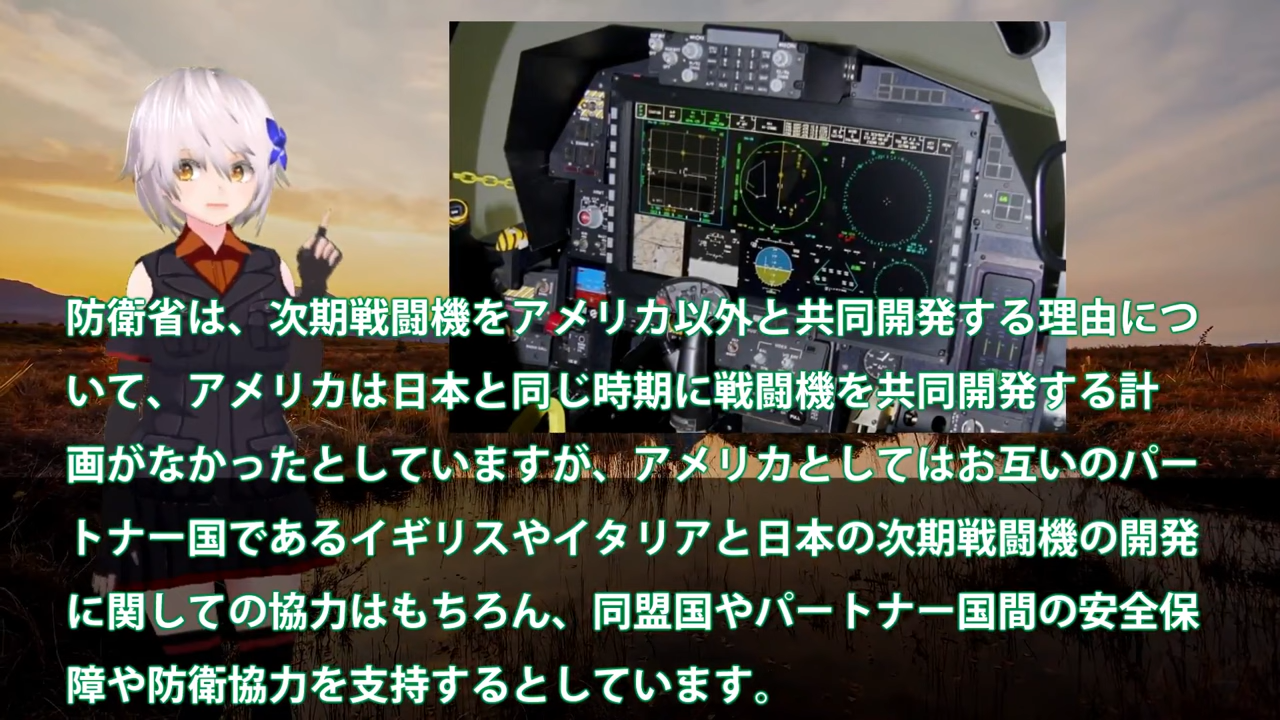 防衛省は、次期戦闘機をアメリカ以外と共同開発する理由につ
いて、アメリカは日本と同じ時期に戦闘機を共同開発する計
画がなかったとしていますが、アメリカとしてはお互いのパー
トナー国であるイギリスやイタリアと日本の次期戦闘機の開発
に関しての協力はもちろん、同盟国やパートナー国間の安全保
障や防衛協力を支持するとしています。